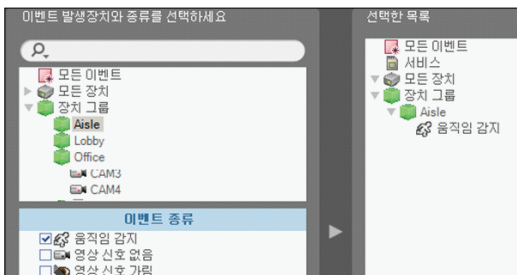 이벤트 발생장치와 종류를 선택하세요
모든 이벤트
모든 장치
장치 그룹
Aisle
Lobby
Office
CAM3
CAM4
이벤트 종류
움직임 감지
영상 신호 없음
영상 신호 가림
선택한 목록
모든 이벤트
서비스
모든 장치
장치 그룹
Aisle
움직임 감지